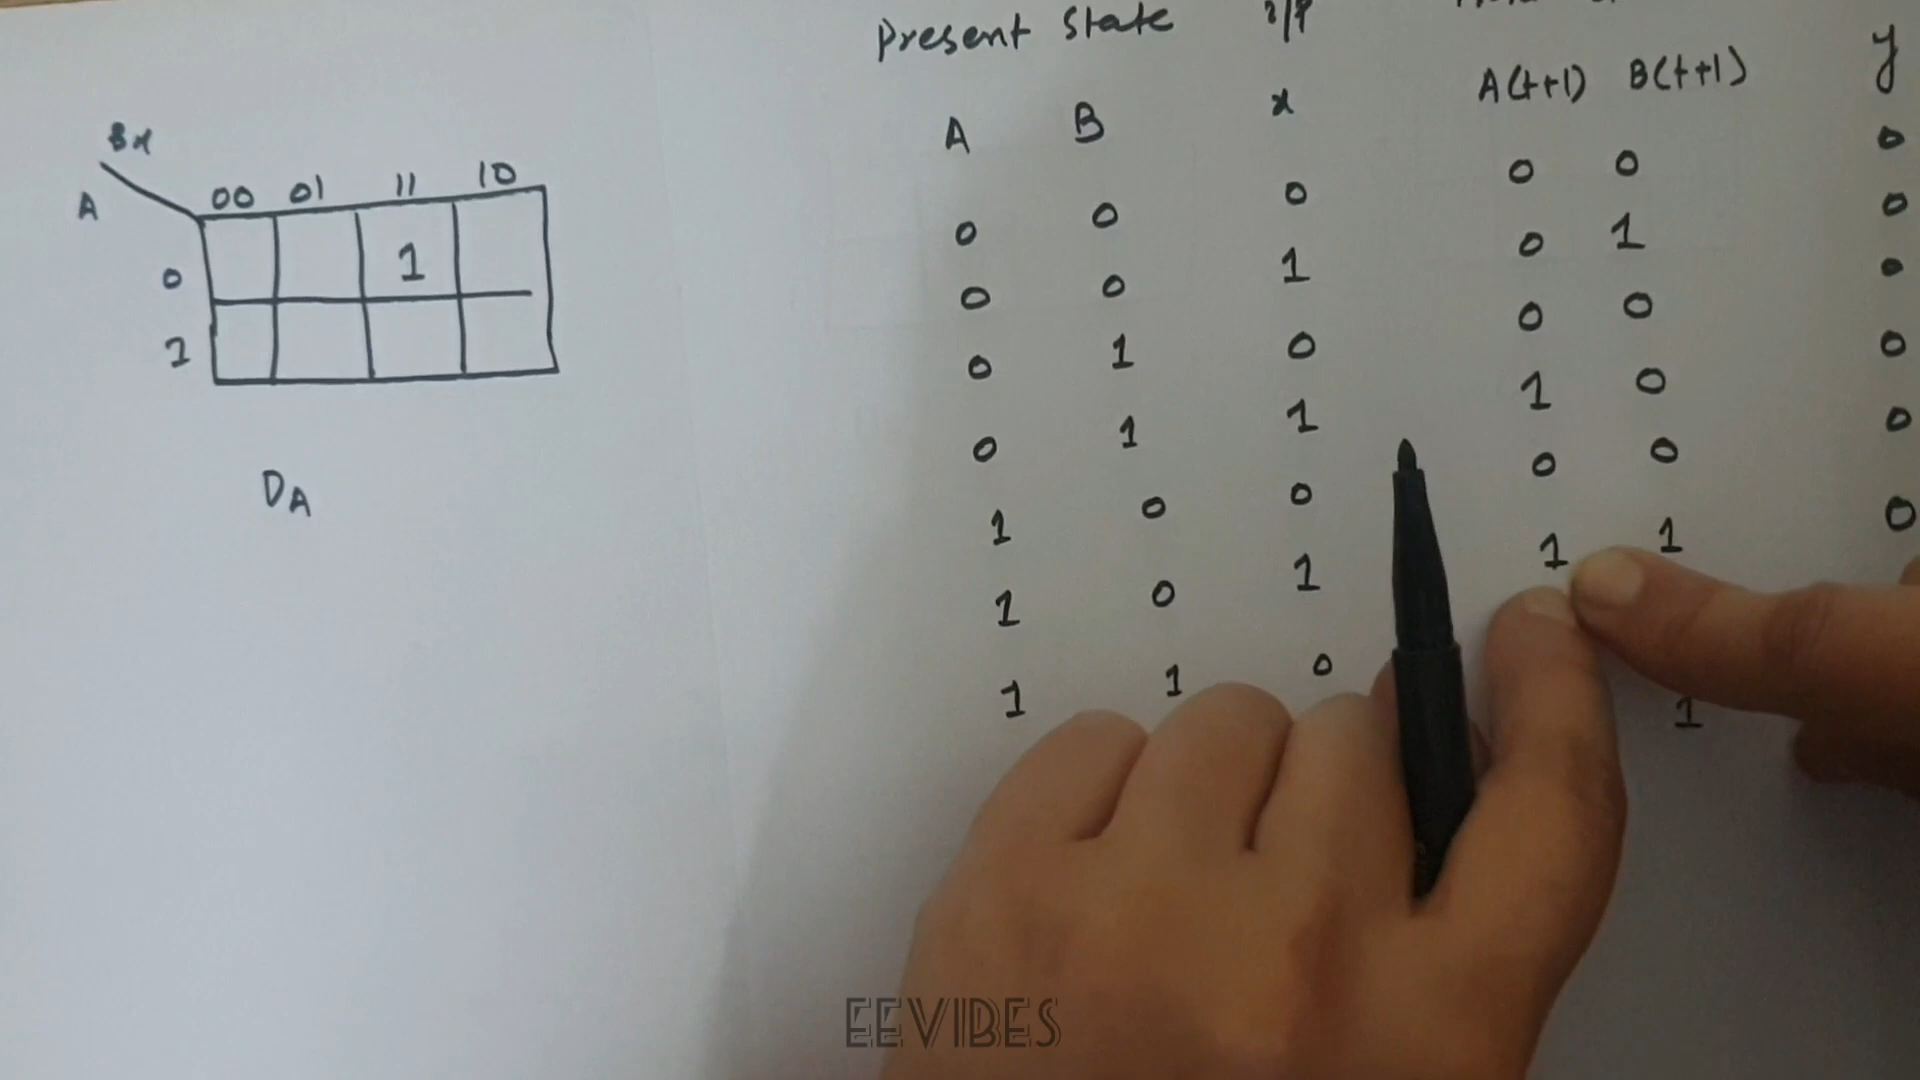 Present State i/p
A B x A(t+1) B(t+1) y
0 0 0 0 0 0
0 0 1 0 1 0
0 1 0 0 0 0
0 1 1 1 0 0
1 0 0 0 0 0
1 0 1 1 1 0
1 1 0
1
Bx
A
00 01 11 10
0 1
1
DA
EEVIBES